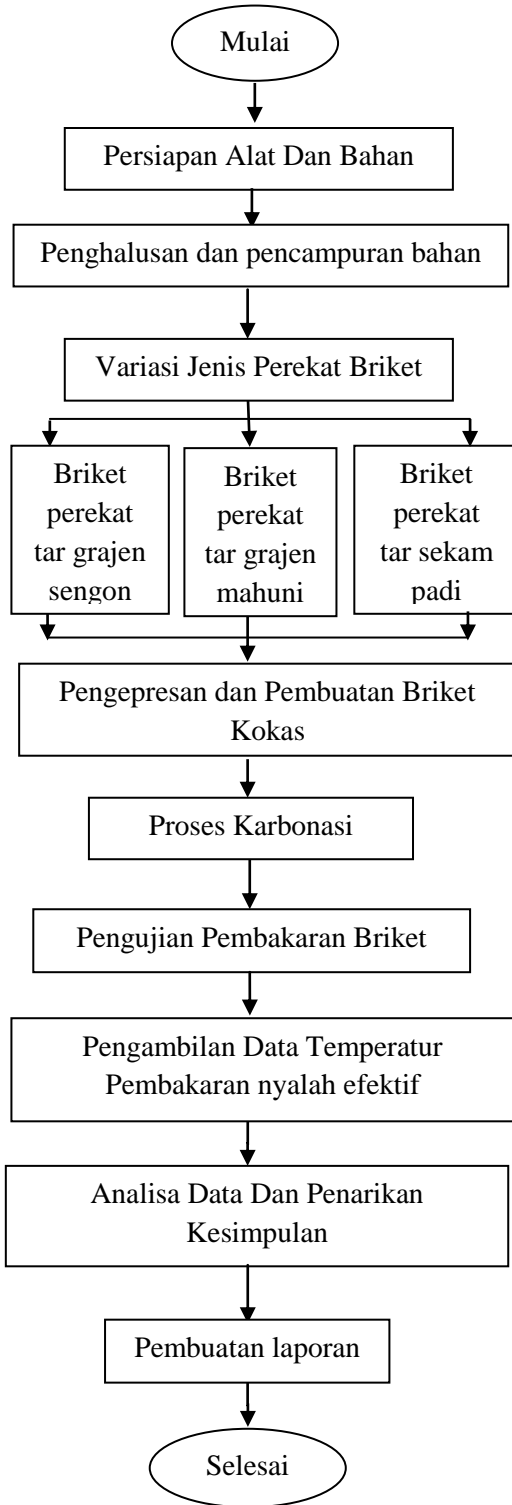 Mulai
Persiapan Alat Dan Bahan
Penghalusan dan pencampuran bahan
Variasi Jenis Perekat Briket
Briket
perekat
tar grajen
sengon
Briket
perekat
tar grajen
mahuni
Briket
perekat
tar sekam
padi
Pengepresan dan Pembuatan Briket
Kokas
Proses Karbonasi
Pengujian Pembakaran Briket
Pengambilan Data Temperatur
Pembakaran nyalah efektif
Analisa Data Dan Penarikan
Kesimpulan
Pembuatan laporan
Selesai